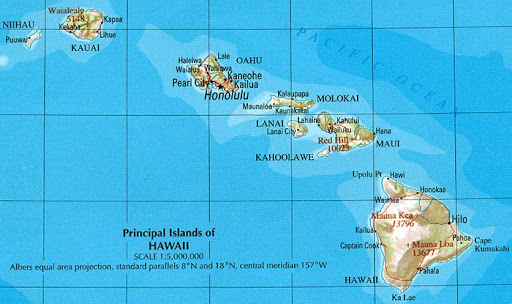 Waialeale
5148
Kapaa
NIIHAU
Kekaha
Lihue
Puuwai
KAUAI
Laie
OAHU
Haleiwa
Wahiawa
Waialua
Kaneohe
Pearl City
Kailua
Honolulu
PACIFIC OCEAN
Kalaupapa
MOLOKAI
Maunaloa
Kaunakakai
LANAI
Lahaina
Kahului
Lanai City
Wailuku
Hana
Red Hill
10023
MAUI
KAHOOLAWE
Upolu Pt
Hawi
Honokaa
Waimea
Mauna Kea
13796
Hilo
Kailua
Pahoa
Cape
Kumukahi
Captain Cook
Mauna Loa
13677
Pahala
HAWAII
Ka Lae
Principal Islands of
HAWAII
SCALE 1:5,000,000
Albers equal area projection, standard parallels 8°N and 18°N, central meridian 157°W